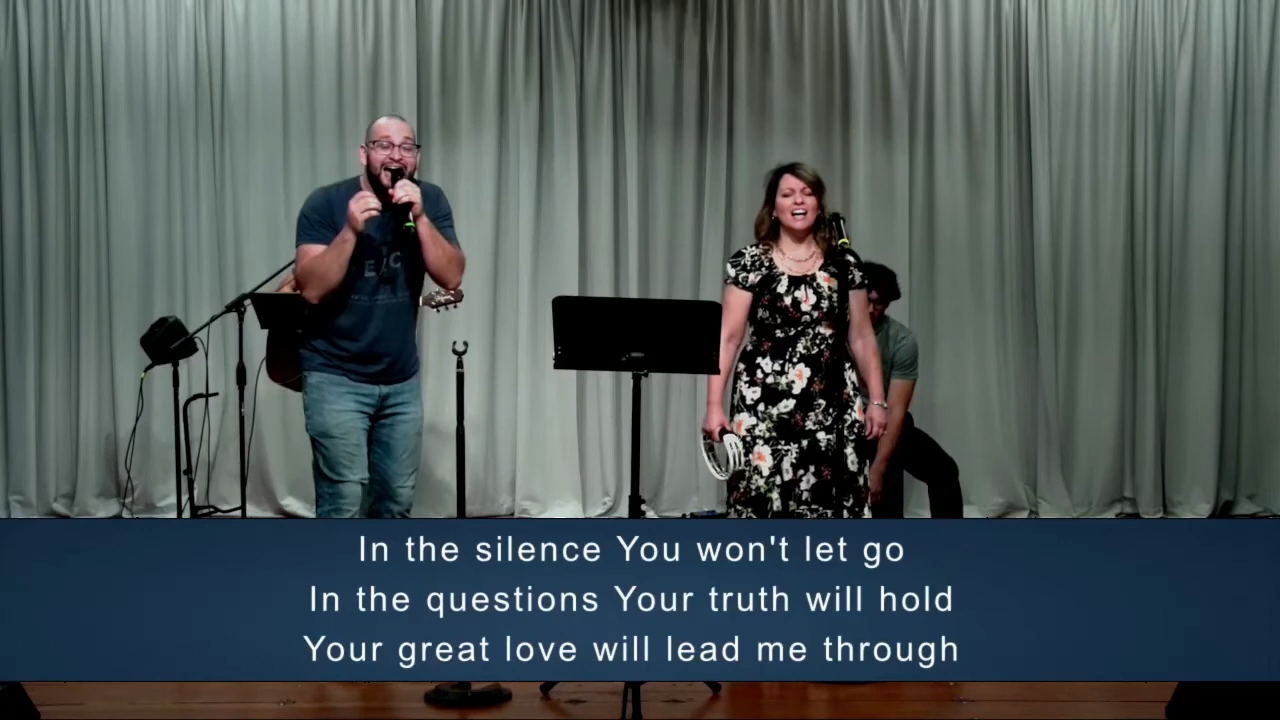 In the silence You won't let go
In the questions Your truth will hold
Your great love will lead me through